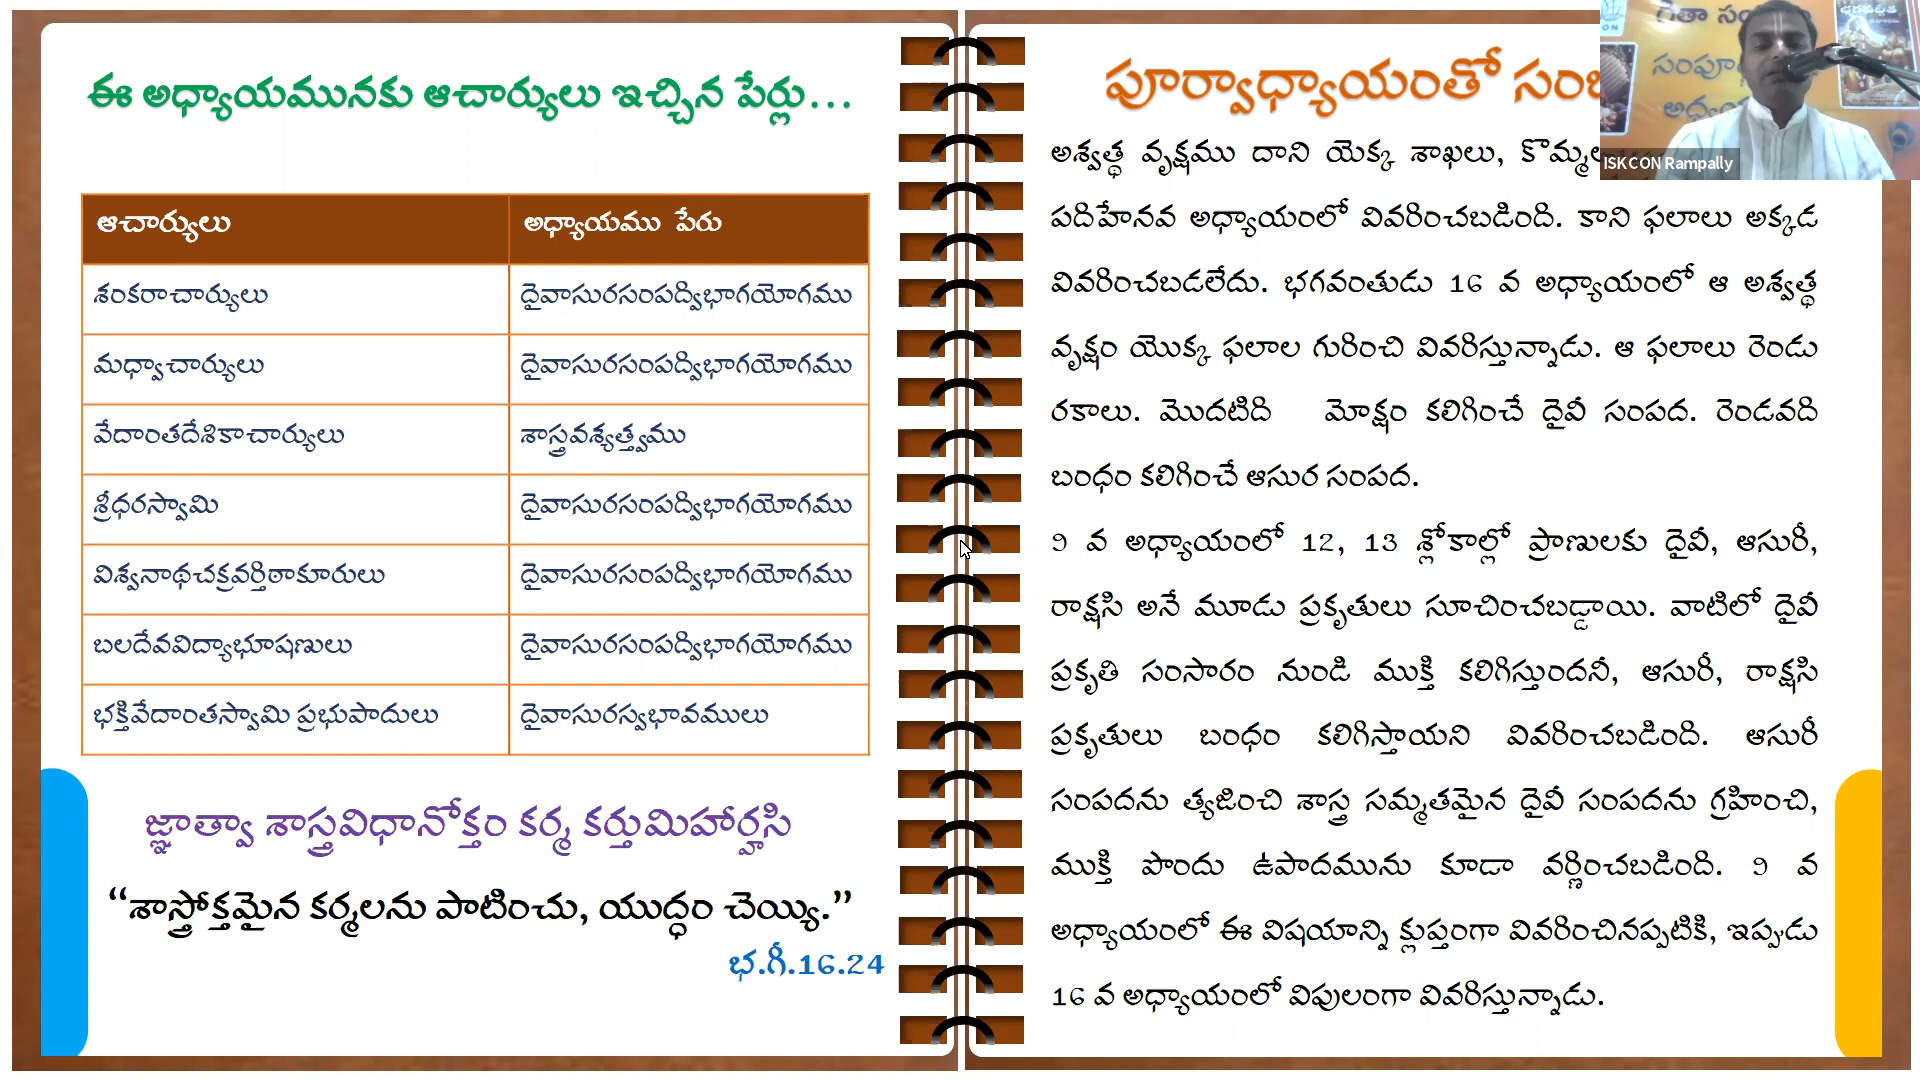 ఈ అధ్యాయమునకు ఆచార్యులు ఇచ్చిన పేర్లు...
ఆచార్యులు అధ్యాయము పేరు
శంకరాచార్యులు దైవాసురసంపద్విభాగయోగము
మధ్వాచార్యులు దైవాసురసంపద్విభాగయోగము
వేదాంతదేశికాచార్యులు శాస్త్రవశ్యత్త్వము
శ్రీధరస్వామి దైవాసురసంపద్విభాగయోగము
విశ్వనాథచక్రవర్తిఠాకూరులు దైవాసురసంపద్విభాగయోగము
బలదేవవిద్యాభూషణులు దైవాసురసంపద్విభాగయోగము
భక్తివేదాంతస్వామి ప్రభుపాదులు దైవాసురస్వభావములు
జ్ఞాత్వా శాస్త్రవిధానోక్తం కర్మ కర్తుమిహార్హసి
“శాస్త్రోక్తమైన కర్మలను పాటించు, యుద్ధం చెయ్యి.”
భ.గీ.16.24
పూర్వాధ్యాయంతో
అశ్వత్థ వృక్షము దాని యెక్క శాఖలు,
పదిహేనవ అధ్యాయంలో వివరించబడింది. కాని ఫలాలు అక్కడ
వివరించబడలేదు. భగవంతుడు 16 వ అధ్యాయంలో ఆ అశ్వత్థ
వృక్షం యొక్క ఫలాల గురించి వివరిస్తున్నాడు. ఆ ఫలాలు రెండు
రకాలు. మొదటిది మోక్షం కలిగించే దైవీ సంపద. రెండవది
బంధం కలిగించే ఆసుర సంపద.
9 వ అధ్యాయంలో 12, 13 శ్లోకాల్లో ప్రాణులకు దైవీ, ఆసురీ,
రాక్షసి అనే మూడు ప్రకృతులు సూచించబడ్డాయి. వాటిలో దైవీ
ప్రకృతి సంసారం నుండి ముక్తి కలిగిస్తుందనీ, ఆసురీ, రాక్షసి
ప్రకృతులు బంధం కలిగిస్తాయని వివరించబడింది. ఆసురీ
సంపదను త్యజించి శాస్త్ర సమ్మతమైన దైవీ సంపదను గ్రహించి,
ముక్తి పొందు ఉపాదమును కూడా వర్ణించబడింది. 9 వ
అధ్యాయంలో ఈ విషయాన్ని క్లుప్తంగా వివరించినప్పటికి, ఇప్పుడు
16 వ అధ్యాయంలో విపులంగా వివరిస్తున్నాడు.
గీతా
ISKCON Rampally